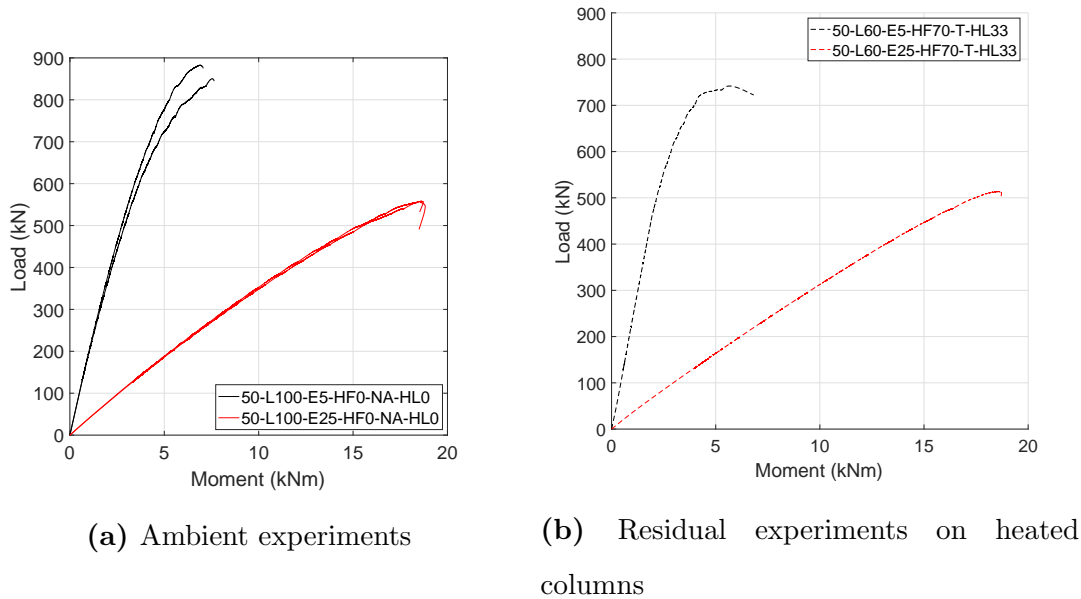 900
800
700
600
500
400
300
200
100
0
Load (kN)
0 5 10 15 20
Moment (kNm)
50-L100-E5-HF0-NA-HL0
50-L100-E25-HF0-NA-HL0
(a) Ambient experiments
1000
900
800
700
600
500
400
300
200
100
0
Load (kN)
0 5 10 15 20
Moment (kNm)
50-L60-E5-HF70-T-HL33
50-L60-E25-HF70-T-HL33
(b) Residual experiments on heated
columns